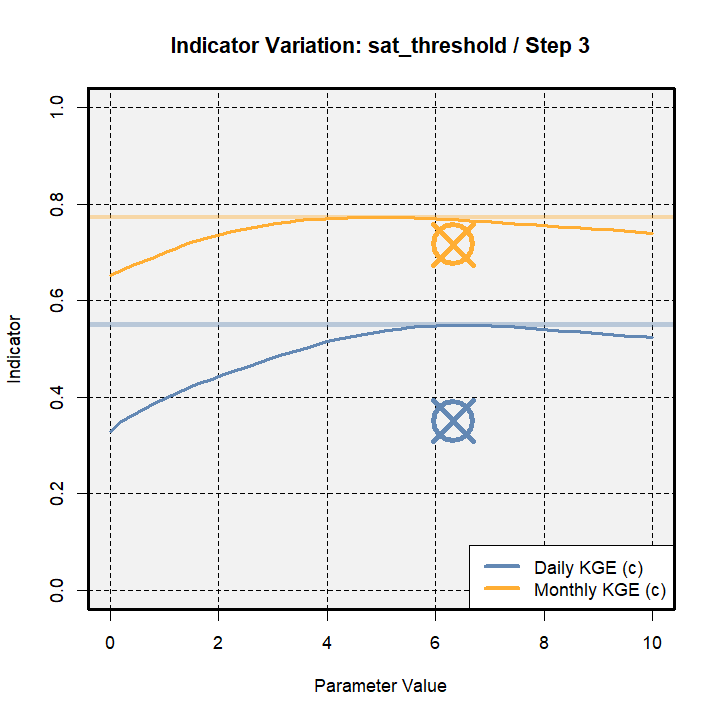 Indicator Variation: sat_threshold / Step 3
Indicator
1.0
0.8
0.6
0.4
0.2
0.0
0 2 4 6 8 10
Parameter Value
Daily KGE (c)
Monthly KGE (c)